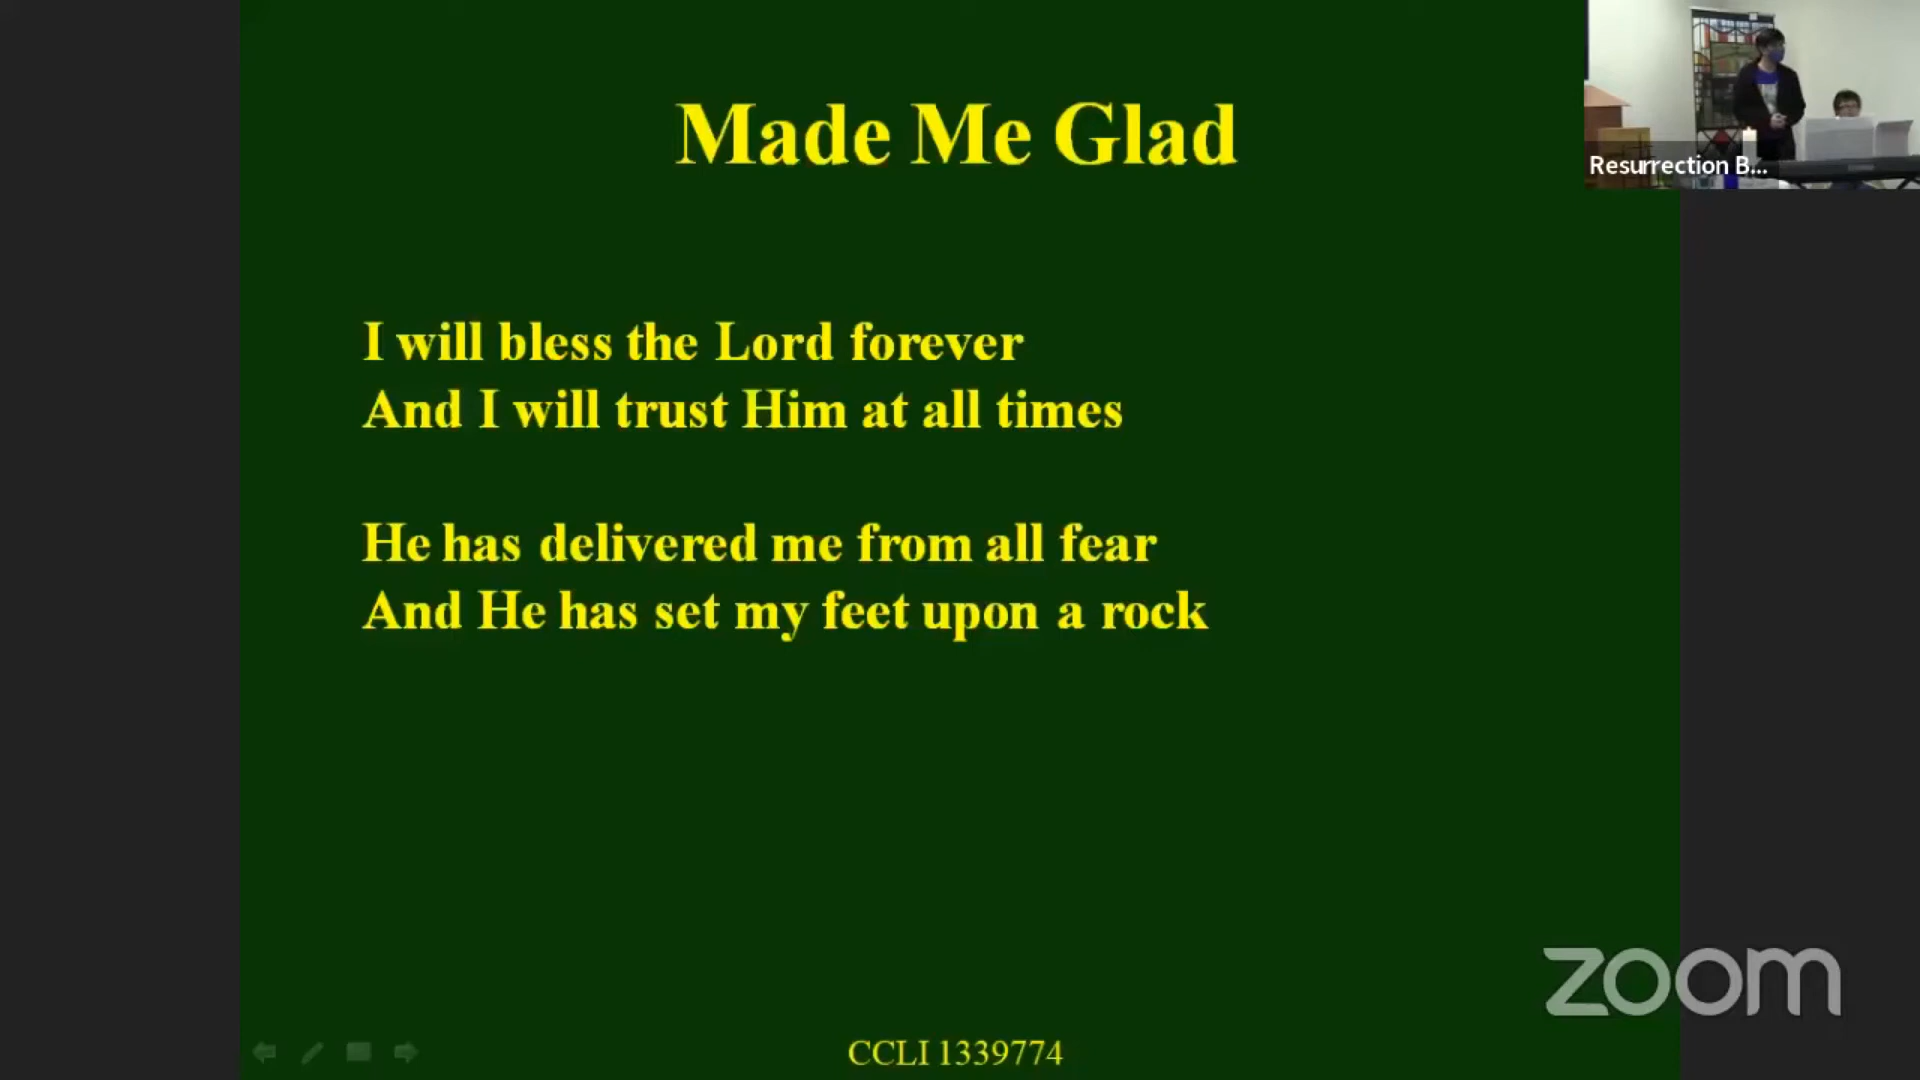 Made Me Glad
I will bless the Lord forever
And I will trust Him at all times
He has delivered me from all fear
And He has set my feet upon a rock
CCLI 1339774
Resurrection B...
zoom